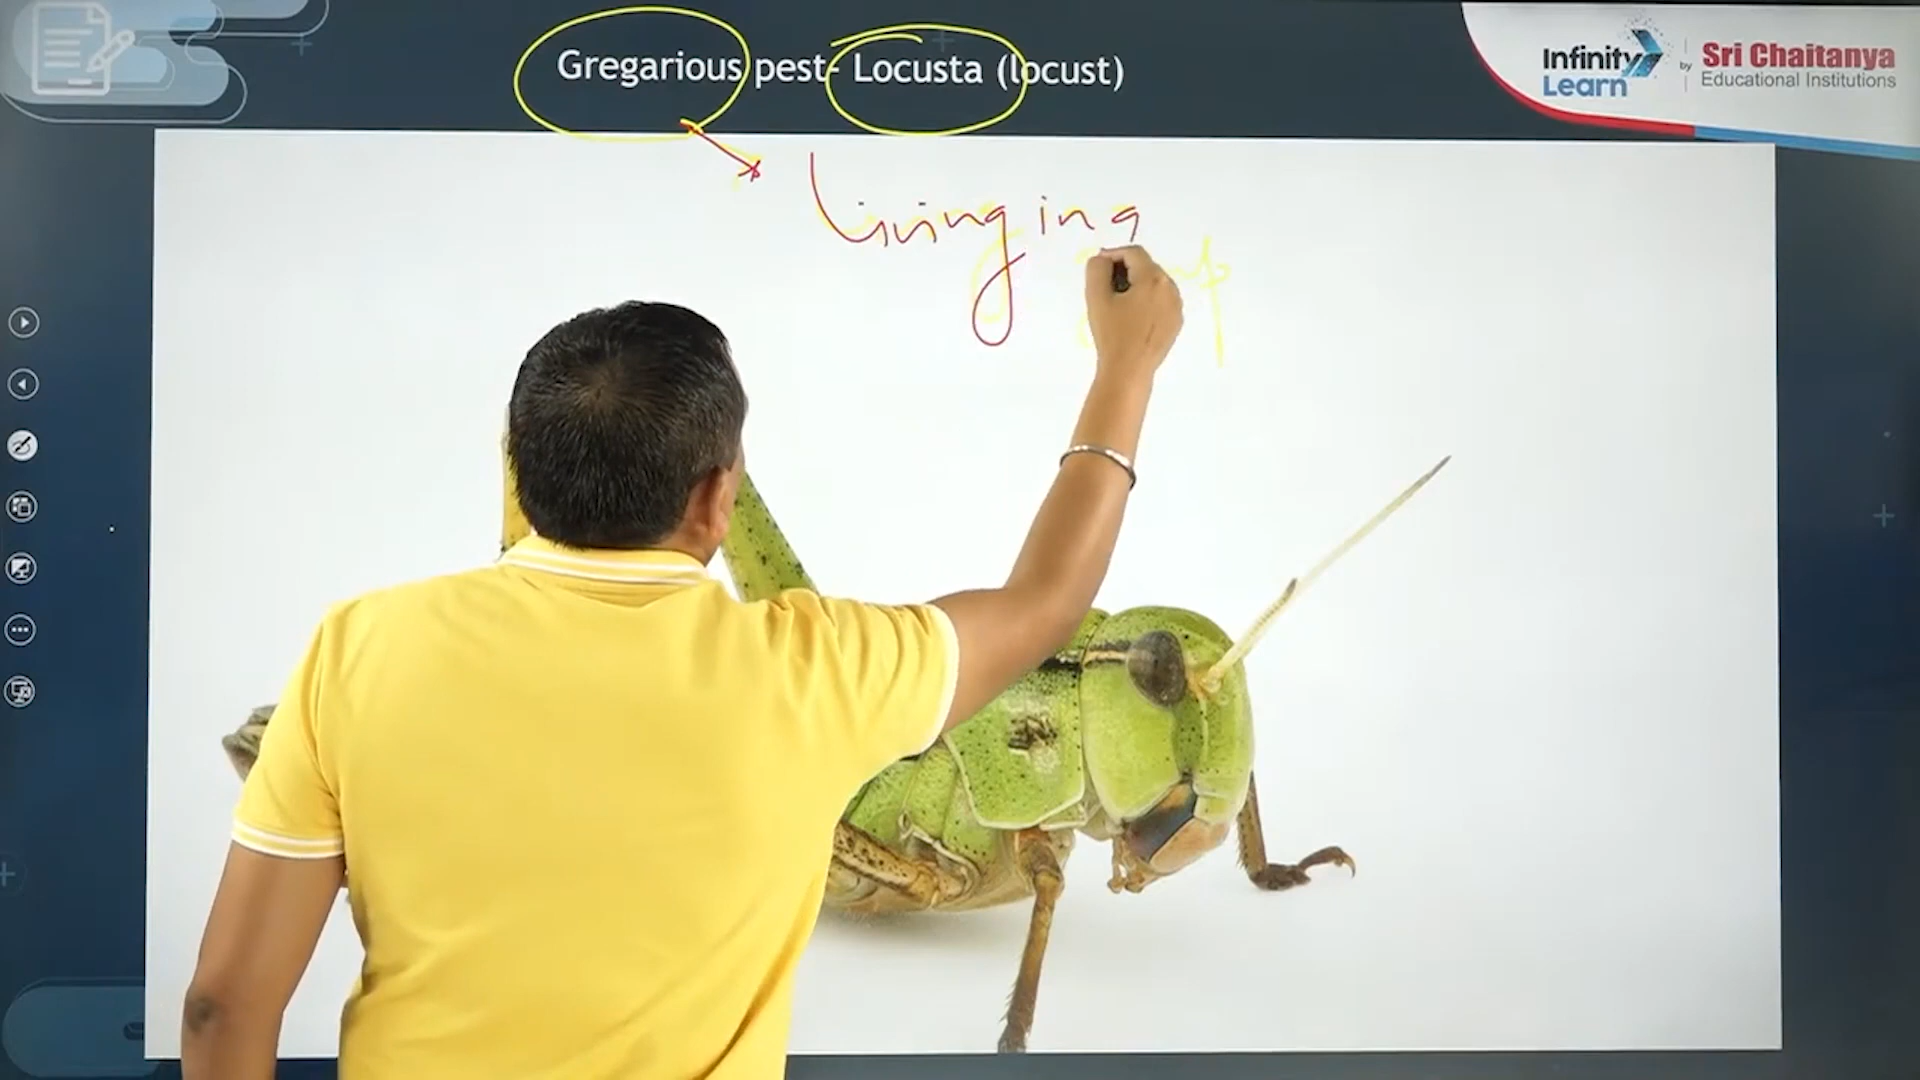 Gregarious pest- Locusta (locust)
Infinity Learn by Sri Chaitanya Educational Institutions
Living in a